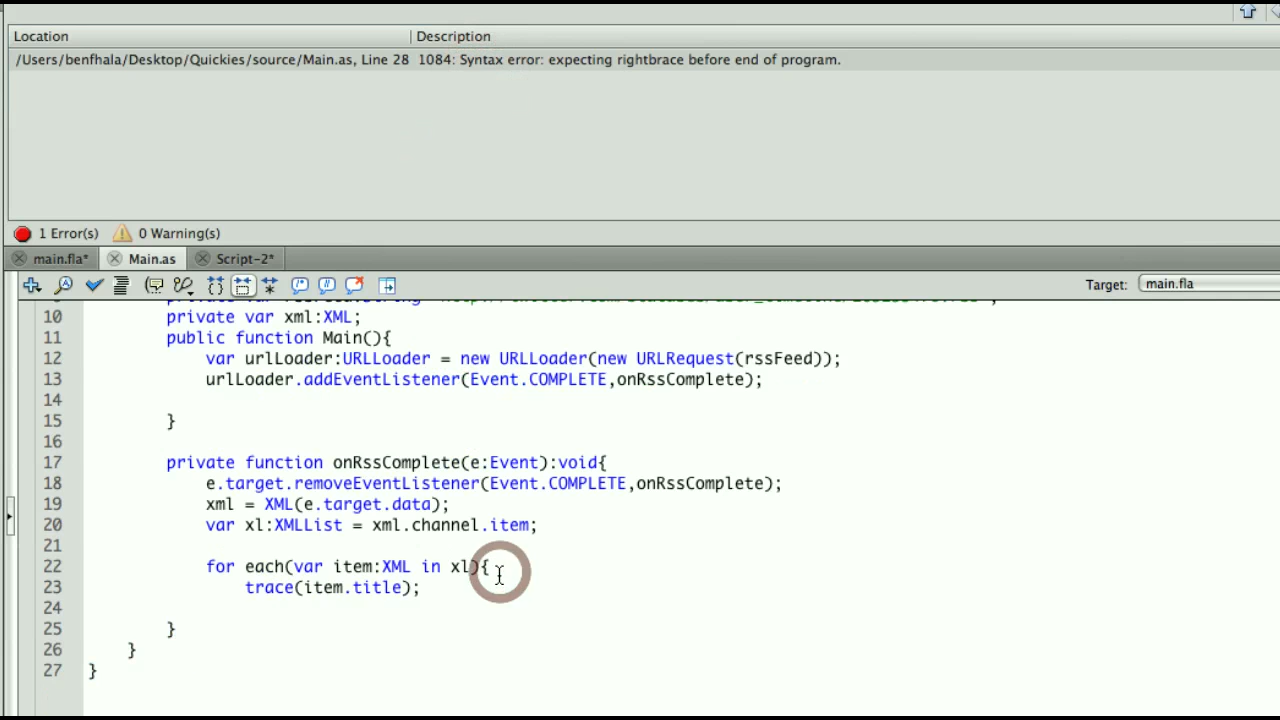 Location Description
/Users/benfhala/Desktop/Quickies/source/Main.as, Line 28 1084: Syntax error: expecting rightbrace before end of program.
1 Error(s) 0 Warning(s)
main.fla* Main.as Script-2*
Target: main.fla
10 private var xml:XML;
11 public function Main(){
12 var urlLoader:URLLoader = new URLLoader(new URLRequest(rssFeed));
13 urlLoader.addEventListener(Event.COMPLETE,onRssComplete);
14
15 }
16
17 private function onRssComplete(e:Event):void{
18 e.target.removeEventListener(Event.COMPLETE,onRssComplete);
19 xml = XML(e.target.data);
20 var xl:XMLList = xml.channel.item;
21
22 for each(var item:XML in xl){
23 trace(item.title);
24
25 }
26 }
27 }